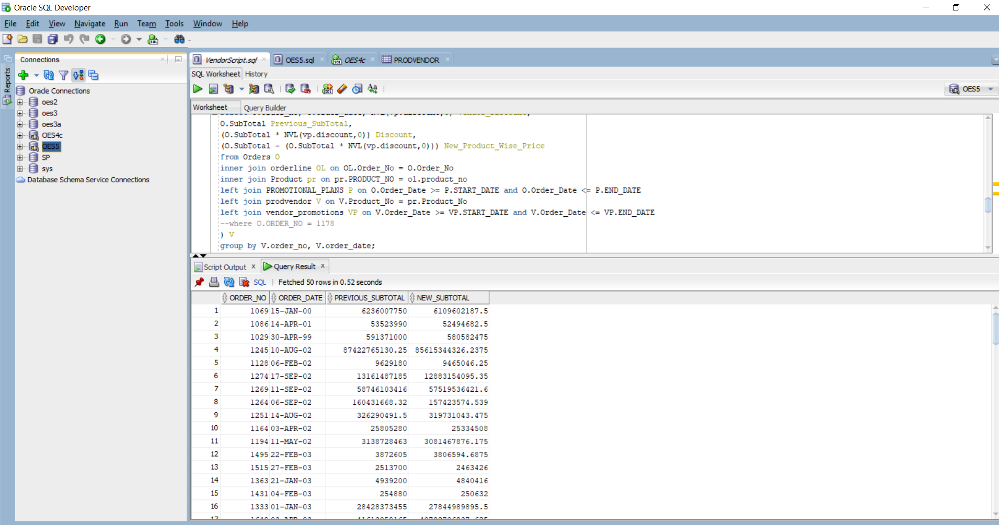 Oracle SQL Developer
File Edit View Navigate Run Team Tools Window Help
Reports
Connections
Oracle Connections
oes2
oes3
oes3a
OES4c
OES5
SP
sys
Database Schema Service Connections
VendorScript.sql OES5.sql OES4c PRODVENDOR
SQL Worksheet History
OES5
Worksheet Query Builder
O.SubTotal Previous_SubTotal,
(O.SubTotal * NVL(vp.discount,0)) Discount,
(O.SubTotal - (O.SubTotal * NVL(vp.discount,0))) New_Product_Wise_Price
from Orders O
inner join orderline OL on OL.Order_No = O.Order_No
inner join Product pr on pr.PRODUCT_NO = ol.product_no
left join PROMOTIONAL_PLANS P on O.Order_Date >= P.START_DATE and O.Order_Date <= P.END_DATE
left join prodvendor V on V.Product_No = pr.Product_No
left join vendor_promotions VP on V.Order_Date >= VP.START_DATE and V.Order_Date <= VP.END_DATE
--where O.ORDER_NO = 1178
) V
group by V.order_no, V.order_date;
Script Output x Query Result x
SQL | Fetched 50 rows in 0.52 seconds
ORDER_NO ORDER_DATE PREVIOUS_SUBTOTAL NEW_SUBTOTAL
1 1069 15-JAN-00 6236007750 6109602187.5
2 1086 14-APR-01 53523990 52494682.5
3 1029 30-APR-99 591371000 580582475
4 1245 10-AUG-02 87422765130.25 85615344326.2375
5 1128 06-FEB-02 9629180 9465046.25
6 1274 17-SEP-02 13161487185 12883154095.35
7 1269 11-SEP-02 58746103416 57519536421.6
8 1264 06-SEP-02 160431668.32 157423574.539
9 1251 14-AUG-02 326290491.5 319731043.475
10 1164 03-APR-02 25805280 25334508
11 1194 11-MAY-02 3138728463 3081467876.175
12 1495 22-FEB-03 3872605 3806594.6875
13 1515 27-FEB-03 2513700 2463426
14 1363 21-JAN-03 4939200 4840416
15 1431 04-FEB-03 254880 250632
16 1333 01-JAN-03 28428373455 27844989895.5
17